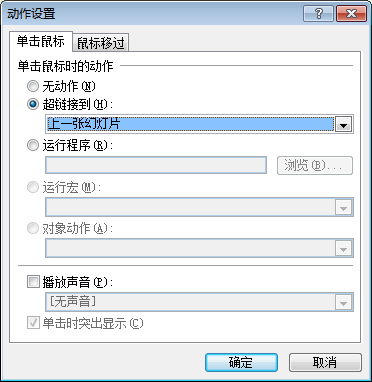 动作设置
单击鼠标 鼠标移过
单击鼠标时的动作
无动作(N)
超链接到(H):
上一张幻灯片
运行程序(R):
浏览(B)...
运行宏(M):
对象动作(A):
播放声音(P):
[无声音]
单击时突出显示(C)
确定 取消